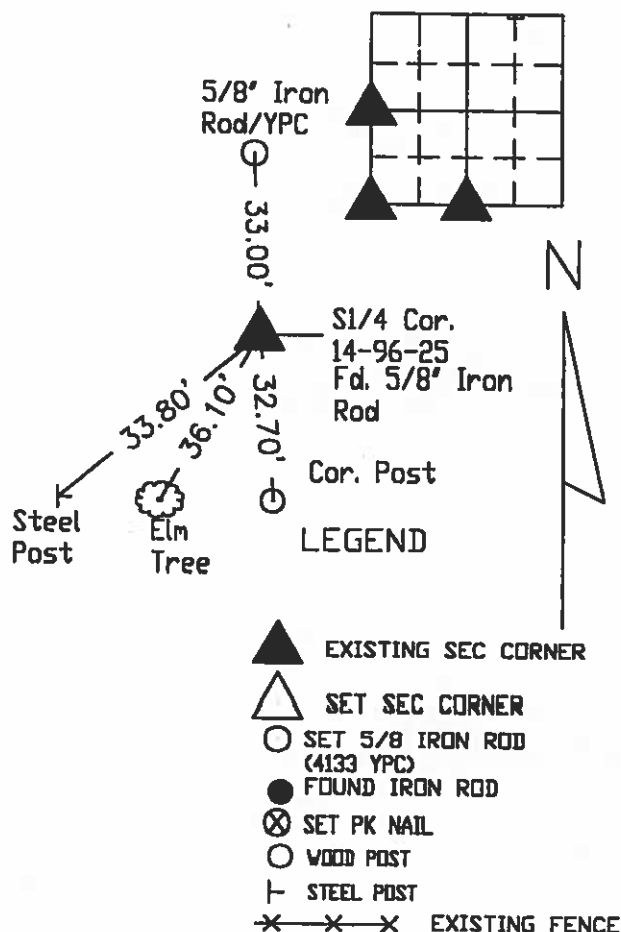 5/8" Iron
Rod/YPC
33.00'
N
S1/4 Cor.
14-96-25
Fd. 5/8" Iron
Rod
33.80'
36.10'
32.70'
Cor. Post
Steel
Post
Elm
Tree
LEGEND
EXISTING SEC CORNER
SET SEC CORNER
SET 5/8 IRON ROD
(4133 YPC)
FOUND IRON ROD
SET PK NAIL
WOOD POST
STEEL POST
EXISTING FENCE